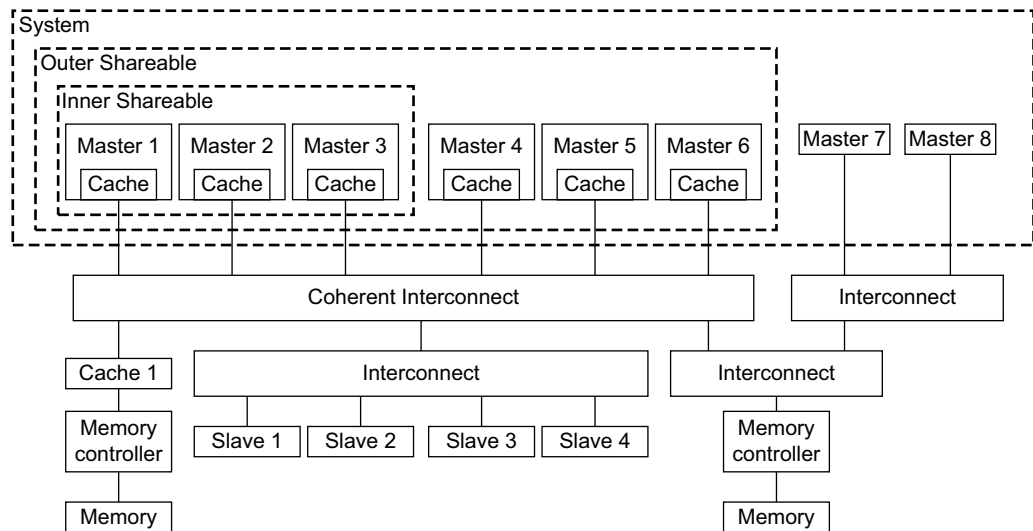 System
Outer Shareable
Inner Shareable
Master 1
Master 2
Master 3
Master 4
Master 5
Master 6
Master 7
Master 8
Cache
Cache
Cache
Cache
Cache
Cache
Coherent Interconnect
Interconnect
Cache 1
Interconnect
Interconnect
Memory
controller
Slave 1
Slave 2
Slave 3
Slave 4
Memory
controller
Memory
Memory